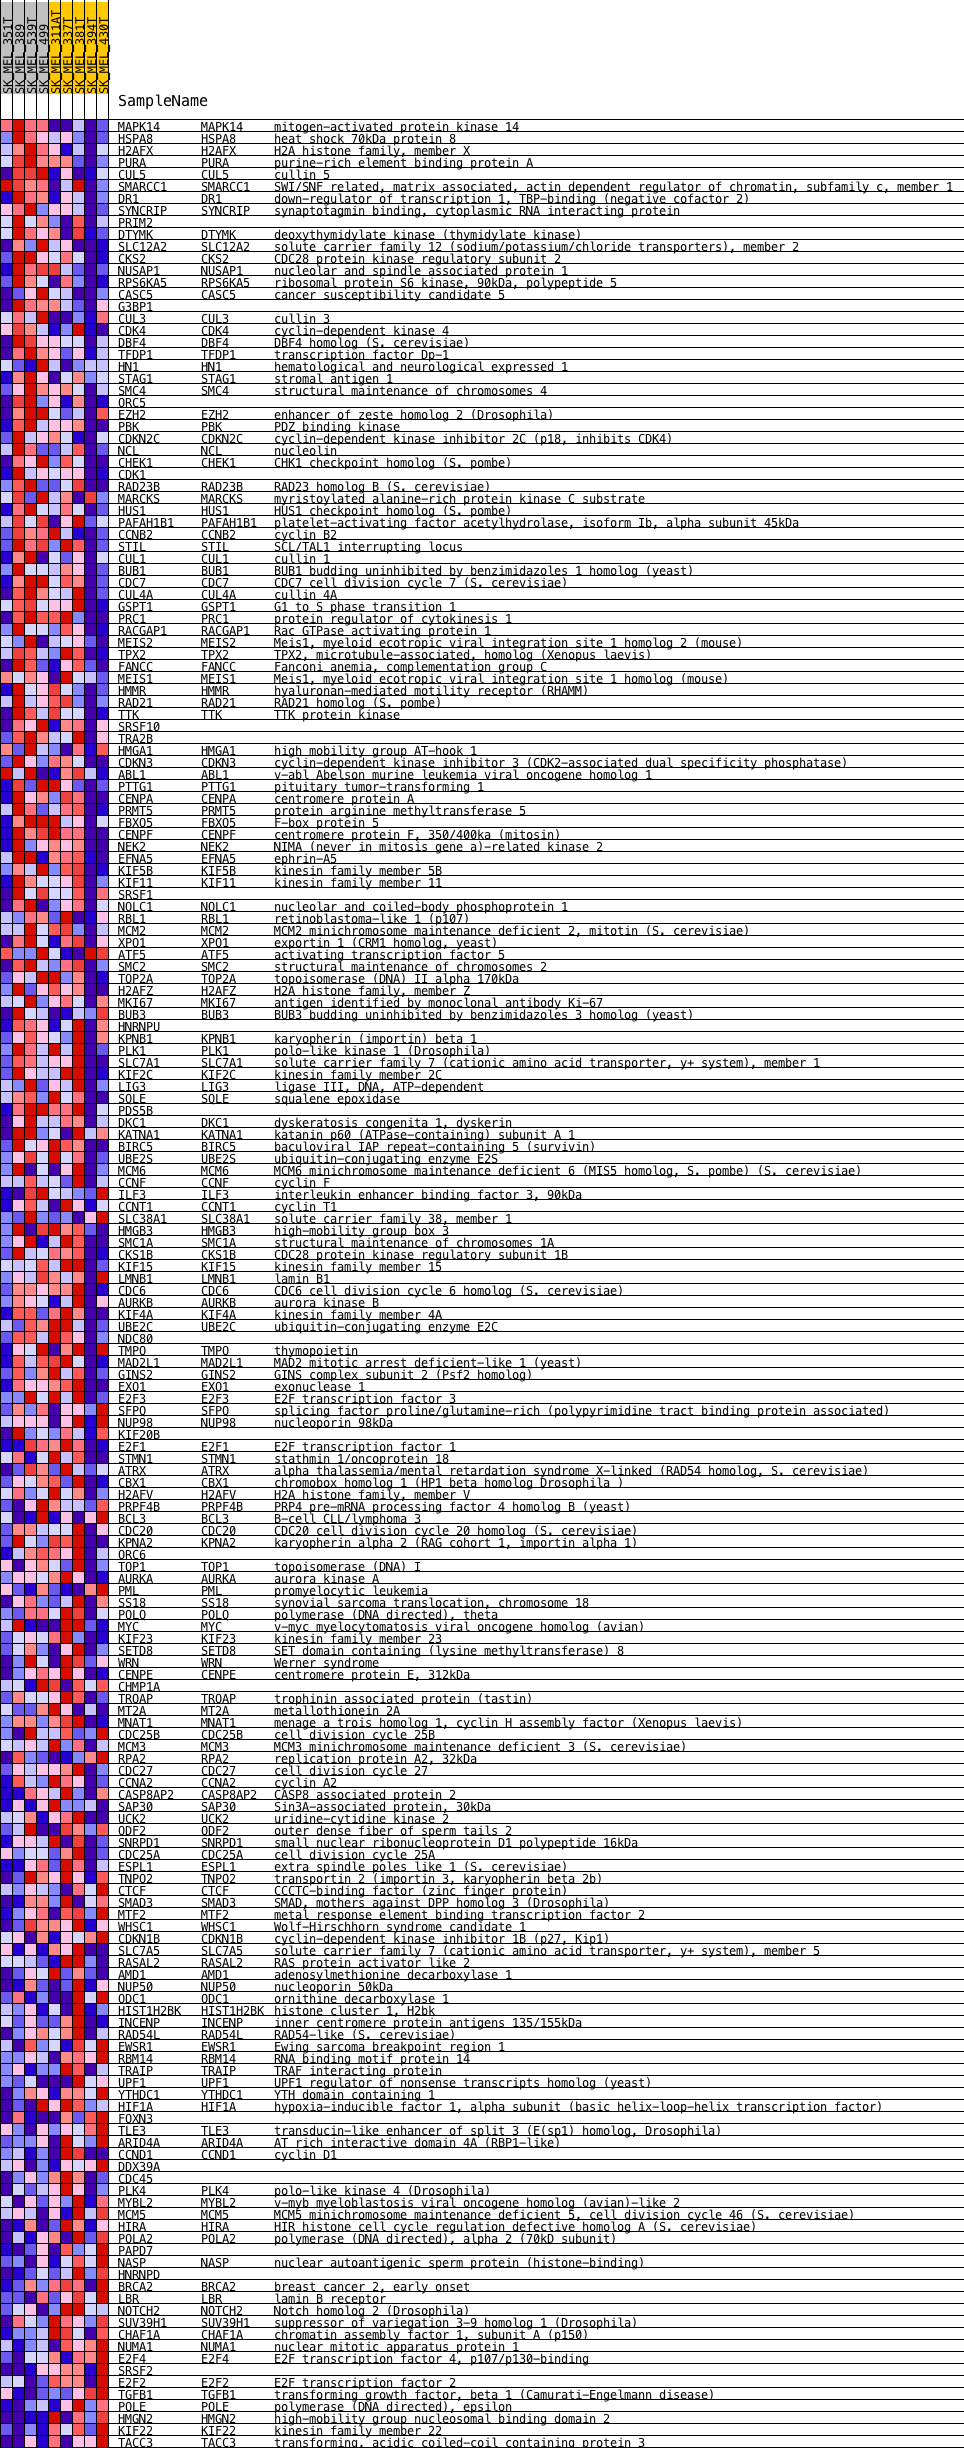 SK_MEL_351T
SK_MEL_389
SK_MEL_539T
SK_MEL_499
SK_MEL_311AT
SK_MEL_337T
SK_MEL_381T
SK_MEL_394T
SK_MEL_430T
SampleName
MAPK14 MAPK14 mitogen-activated protein kinase 14
HSPA8 HSPA8 heat shock 70kDa protein 8
H2AFX H2AFX H2A histone family, member X
PURA PURA purine-rich element binding protein A
CUL5 CUL5 cullin 5
SMARCC1 SMARCC1 SWI/SNF related, matrix associated, actin dependent regulator of chromatin, subfamily c, member 1
DR1 DR1 down-regulator of transcription 1, TBP-binding (negative cofactor 2)
SYNCRIP SYNCRIP synaptotagmin binding, cytoplasmic RNA interacting protein
PRIM2
DTYMK DTYMK deoxythymidylate kinase (thymidylate kinase)
SLC12A2 SLC12A2 solute carrier family 12 (sodium/potassium/chloride transporters), member 2
CKS2 CKS2 CDC28 protein kinase regulatory subunit 2
NUSAP1 NUSAP1 nucleolar and spindle associated protein 1
RPS6KA5 RPS6KA5 ribosomal protein S6 kinase, 90kDa, polypeptide 5
CASC5 CASC5 cancer susceptibility candidate 5
G3BP1
CUL3 CUL3 cullin 3
CDK4 CDK4 cyclin-dependent kinase 4
DBF4 DBF4 DBF4 homolog (S. cerevisiae)
TFDP1 TFDP1 transcription factor Dp-1
HN1 HN1 hematological and neurological expressed 1
STAG1 STAG1 stromal antigen 1
SMC4 SMC4 structural maintenance of chromosomes 4
ORC5
EZH2 EZH2 enhancer of zeste homolog 2 (Drosophila)
PBK PBK PDZ binding kinase
CDKN2C CDKN2C cyclin-dependent kinase inhibitor 2C (p18, inhibits CDK4)
NCL NCL nucleolin
CHEK1 CHEK1 CHK1 checkpoint homolog (S. pombe)
CDK1
RAD23B RAD23B RAD23 homolog B (S. cerevisiae)
MARCKS MARCKS myristoylated alanine-rich protein kinase C substrate
HUS1 HUS1 HUS1 checkpoint homolog (S. pombe)
PAFAH1B1 PAFAH1B1 platelet-activating factor acetylhydrolase, isoform Ib, alpha subunit 45kDa
CCNB2 CCNB2 cyclin B2
STIL STIL SCL/TAL1 interrupting locus
CUL1 CUL1 cullin 1
BUB1 BUB1 BUB1 budding uninhibited by benzimidazoles 1 homolog (yeast)
CDC7 CDC7 CDC7 cell division cycle 7 (S. cerevisiae)
CUL4A CUL4A cullin 4A
GSPT1 GSPT1 G1 to S phase transition 1
PRC1 PRC1 protein regulator of cytokinesis 1
RACGAP1 RACGAP1 Rac GTPase activating protein 1
MEIS2 MEIS2 Meis1, myeloid ecotropic viral integration site 1 homolog 2 (mouse)
TPX2 TPX2 TPX2, microtubule-associated, homolog (Xenopus laevis)
FANCC FANCC Fanconi anemia, complementation group C
MEIS1 MEIS1 Meis1, myeloid ecotropic viral integration site 1 homolog (mouse)
HMMR HMMR hyaluronan-mediated motility receptor (RHAMM)
RAD21 RAD21 RAD21 homolog (S. pombe)
TTK TTK TTK protein kinase
SRSF10
TRA2B
HMGA1 HMGA1 high mobility group AT-hook 1
CDKN3 CDKN3 cyclin-dependent kinase inhibitor 3 (CDK2-associated dual specificity phosphatase)
ABL1 ABL1 v-abl Abelson murine leukemia viral oncogene homolog 1
PTTG1 PTTG1 pituitary tumor-transforming 1
CENPA CENPA centromere protein A
PRMT5 PRMT5 protein arginine methyltransferase 5
FBXO5 FBXO5 F-box protein 5
CENPF CENPF centromere protein F, 350/400ka (mitosin)
NEK2 NEK2 NIMA (never in mitosis gene a)-related kinase 2
EFNA5 EFNA5 ephrin-A5
KIF5B KIF5B kinesin family member 5B
KIF11 KIF11 kinesin family member 11
SRSF1
NOLC1 NOLC1 nucleolar and coiled-body phosphoprotein 1
RBL1 RBL1 retinoblastoma-like 1 (p107)
MCM2 MCM2 MCM2 minichromosome maintenance deficient 2, mitotin (S. cerevisiae)
XPO1 XPO1 exportin 1 (CRM1 homolog, yeast)
ATF5 ATF5 activating transcription factor 5
SMC2 SMC2 structural maintenance of chromosomes 2
TOP2A TOP2A topoisomerase (DNA) II alpha 170kDa
H2AFZ H2AFZ H2A histone family, member Z
MKI67 MKI67 antigen identified by monoclonal antibody Ki-67
BUB3 BUB3 BUB3 budding uninhibited by benzimidazoles 3 homolog (yeast)
HNRNPU
KPNB1 KPNB1 karyopherin (importin) beta 1
PLK1 PLK1 polo-like kinase 1 (Drosophila)
SLC7A1 SLC7A1 solute carrier family 7 (cationic amino acid transporter, y+ system), member 1
KIF2C KIF2C kinesin family member 2C
LIG3 LIG3 ligase III, DNA, ATP-dependent
SQLE SQLE squalene epoxidase
PDS5B
DKC1 DKC1 dyskeratosis congenita 1, dyskerin
KATNA1 KATNA1 katanin p60 (ATPase-containing) subunit A 1
BIRC5 BIRC5 baculoviral IAP repeat-containing 5 (survivin)
UBE2S UBE2S ubiquitin-conjugating enzyme E2S
MCM6 MCM6 MCM6 minichromosome maintenance deficient 6 (MIS5 homolog, S. pombe) (S. cerevisiae)
CCNF CCNF cyclin F
ILF3 ILF3 interleukin enhancer binding factor 3, 90kDa
CCNT1 CCNT1 cyclin T1
SLC38A1 SLC38A1 solute carrier family 38, member 1
HMGB3 HMGB3 high-mobility group box 3
SMC1A SMC1A structural maintenance of chromosomes 1A
CKS1B CKS1B CDC28 protein kinase regulatory subunit 1B
KIF15 KIF15 kinesin family member 15
LMNB1 LMNB1 lamin B1
CDC6 CDC6 CDC6 cell division cycle 6 homolog (S. cerevisiae)
AURKB AURKB aurora kinase B
KIF4A KIF4A kinesin family member 4A
UBE2C UBE2C ubiquitin-conjugating enzyme E2C
NDC80
TMPO TMPO thymopoietin
MAD2L1 MAD2L1 MAD2 mitotic arrest deficient-like 1 (yeast)
GINS2 GINS2 GINS complex subunit 2 (Psf2 homolog)
EXO1 EXO1 exonuclease 1
E2F3 E2F3 E2F transcription factor 3
SFPQ SFPQ splicing factor proline/glutamine-rich (polypyrimidine tract binding protein associated)
NUP98 NUP98 nucleoporin 98kDa
KIF20B
E2F1 E2F1 E2F transcription factor 1
STMN1 STMN1 stathmin 1/oncoprotein 18
ATRX ATRX alpha thalassemia/mental retardation syndrome X-linked (RAD54 homolog, S. cerevisiae)
CBX1 CBX1 chromobox homolog 1 (HP1 beta homolog Drosophila )
H2AFV H2AFV H2A histone family, member V
PRPF4B PRPF4B PRP4 pre-mRNA processing factor 4 homolog B (yeast)
BCL3 BCL3 B-cell CLL/lymphoma 3
CDC20 CDC20 CDC20 cell division cycle 20 homolog (S. cerevisiae)
KPNA2 KPNA2 karyopherin alpha 2 (RAG cohort 1, importin alpha 1)
ORC6
TOP1 TOP1 topoisomerase (DNA) I
AURKA AURKA aurora kinase A
PML PML promyelocytic leukemia
SS18 SS18 synovial sarcoma translocation, chromosome 18
POLQ POLQ polymerase (DNA directed), theta
MYC MYC v-myc myelocytomatosis viral oncogene homolog (avian)
KIF23 KIF23 kinesin family member 23
SETD8 SETD8 SET domain containing (lysine methyltransferase) 8
WRN WRN Werner syndrome
CENPE CENPE centromere protein E, 312kDa
CHMP1A
TROAP TROAP trophinin associated protein (tastin)
MT2A MT2A metallothionein 2A
MNAT1 MNAT1 menage a trois homolog 1, cyclin H assembly factor (Xenopus laevis)
CDC25B CDC25B cell division cycle 25B
MCM3 MCM3 MCM3 minichromosome maintenance deficient 3 (S. cerevisiae)
RPA2 RPA2 replication protein A2, 32kDa
CDC27 CDC27 cell division cycle 27
CCNA2 CCNA2 cyclin A2
CASP8AP2 CASP8AP2 CASP8 associated protein 2
SAP30 SAP30 Sin3A-associated protein, 30kDa
UCK2 UCK2 uridine-cytidine kinase 2
ODF2 ODF2 outer dense fiber of sperm tails 2
SNRPD1 SNRPD1 small nuclear ribonucleoprotein D1 polypeptide 16kDa
CDC25A CDC25A cell division cycle 25A
ESPL1 ESPL1 extra spindle poles like 1 (S. cerevisiae)
TNPO2 TNPO2 transportin 2 (importin 3, karyopherin beta 2b)
CTCF CTCF CCCTC-binding factor (zinc finger protein)
SMAD3 SMAD3 SMAD, mothers against DPP homolog 3 (Drosophila)
MTF2 MTF2 metal response element binding transcription factor 2
WHSC1 WHSC1 Wolf-Hirschhorn syndrome candidate 1
CDKN1B CDKN1B cyclin-dependent kinase inhibitor 1B (p27, Kip1)
SLC7A5 SLC7A5 solute carrier family 7 (cationic amino acid transporter, y+ system), member 5
RASAL2 RASAL2 RAS protein activator like 2
AMD1 AMD1 adenosylmethionine decarboxylase 1
NUP50 NUP50 nucleoporin 50kDa
ODC1 ODC1 ornithine decarboxylase 1
HIST1H2BK HIST1H2BK histone cluster 1, H2bk
INCENP INCENP inner centromere protein antigens 135/155kDa
RAD54L RAD54L RAD54-like (S. cerevisiae)
EWSR1 EWSR1 Ewing sarcoma breakpoint region 1
RBM14 RBM14 RNA binding motif protein 14
TRAIP TRAIP TRAF interacting protein
UPF1 UPF1 UPF1 regulator of nonsense transcripts homolog (yeast)
YTHDC1 YTHDC1 YTH domain containing 1
HIF1A HIF1A hypoxia-inducible factor 1, alpha subunit (basic helix-loop-helix transcription factor)
FOXN3
TLE3 TLE3 transducin-like enhancer of split 3 (E(sp1) homolog, Drosophila)
ARID4A ARID4A AT rich interactive domain 4A (RBP1-like)
CCND1 CCND1 cyclin D1
DDX39A
CDC45
PLK4 PLK4 polo-like kinase 4 (Drosophila)
MYBL2 MYBL2 v-myb myeloblastosis viral oncogene homolog (avian)-like 2
MCM5 MCM5 MCM5 minichromosome maintenance deficient 5, cell division cycle 46 (S. cerevisiae)
HIRA HIRA HIR histone cell cycle regulation defective homolog A (S. cerevisiae)
POLA2 POLA2 polymerase (DNA directed), alpha 2 (70kD subunit)
PAPD7
NASP NASP nuclear autoantigenic sperm protein (histone-binding)
HNRNPD
BRCA2 BRCA2 breast cancer 2, early onset
LBR LBR lamin B receptor
NOTCH2 NOTCH2 Notch homolog 2 (Drosophila)
SUV39H1 SUV39H1 suppressor of variegation 3-9 homolog 1 (Drosophila)
CHAF1A CHAF1A chromatin assembly factor 1, subunit A (p150)
NUMA1 NUMA1 nuclear mitotic apparatus protein 1
E2F4 E2F4 E2F transcription factor 4, p107/p130-binding
SRSF2
E2F2 E2F2 E2F transcription factor 2
TGFB1 TGFB1 transforming growth factor, beta 1 (Camurati-Engelmann disease)
POLE POLE polymerase (DNA directed), epsilon
HMGN2 HMGN2 high-mobility group nucleosomal binding domain 2
KIF22 KIF22 kinesin family member 22
TACC3 TACC3 transforming, acidic coiled-coil containing protein 3